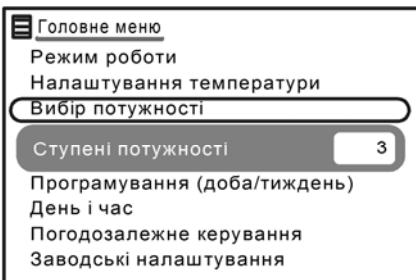 Головне меню
Режим роботи
Налаштування температури
Вибір потужності
Ступені потужності 3
Програмування (доба/тиждень)
День і час
Погодозалежне керування
Заводські налаштування